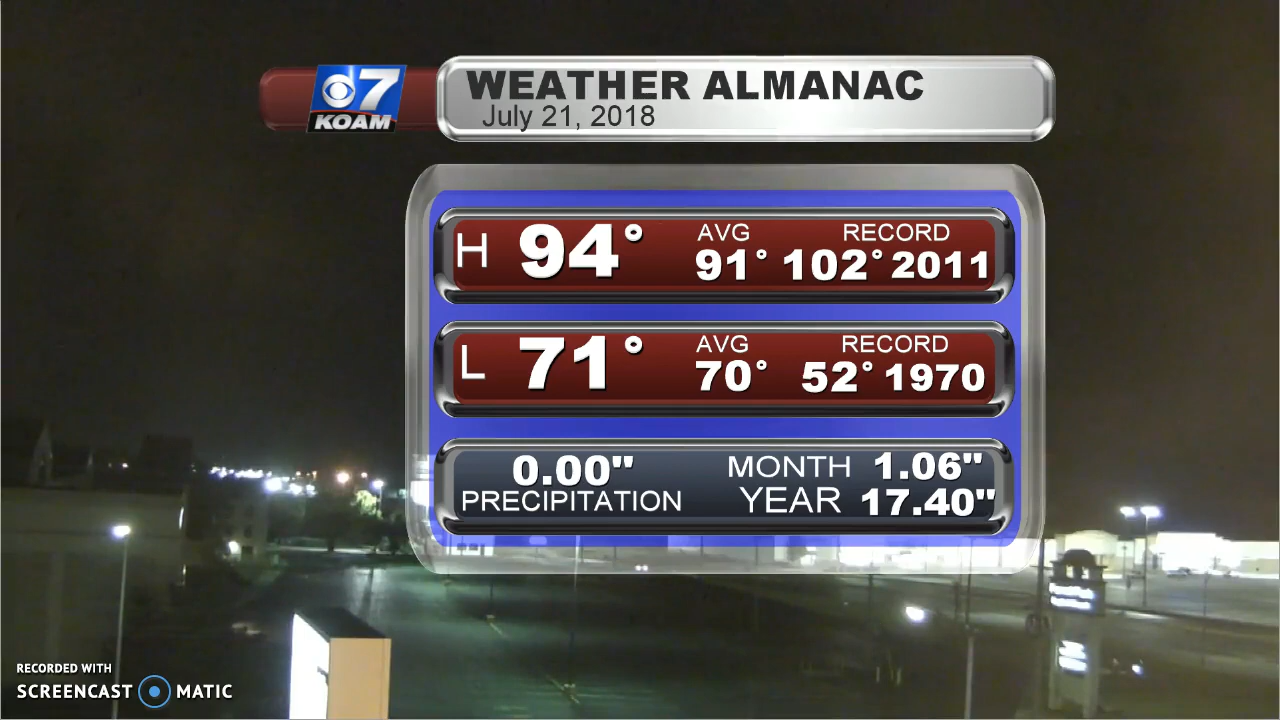 7
KOAM
WEATHER ALMANAC
July 21, 2018
H 94° AVG 91° RECORD 102° 2011
L 71° AVG 70° RECORD 52° 1970
0.00" MONTH 1.06"
PRECIPITATION YEAR 17.40"
RECORDED WITH
SCREENCAST MATIC